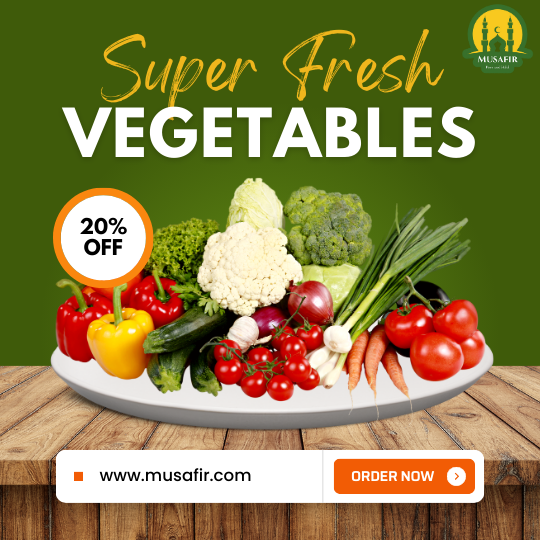 MUSAFIR
Super Fresh
VEGETABLES
20%
OFF
www.musafir.com
ORDER NOW